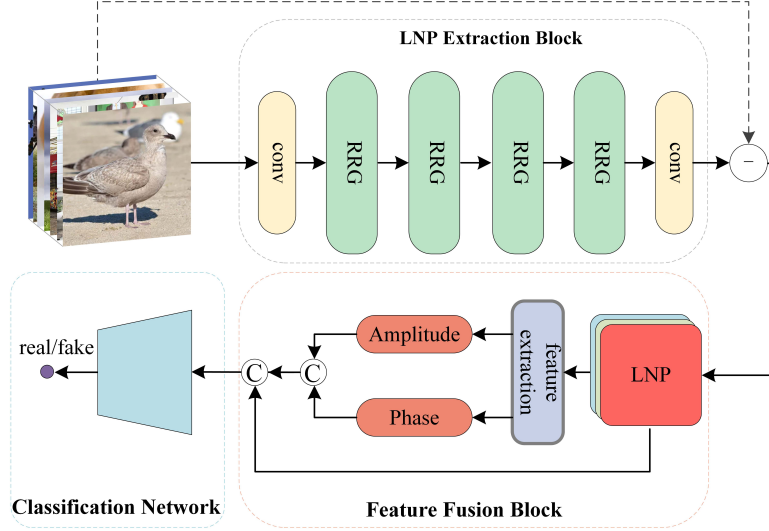 LNP Extraction Block
conv
RRG
RRG
RRG
RRG
conv
−
real/fake
C
C
Amplitude
Phase
feature
extraction
LNP
Classification Network
Feature Fusion Block